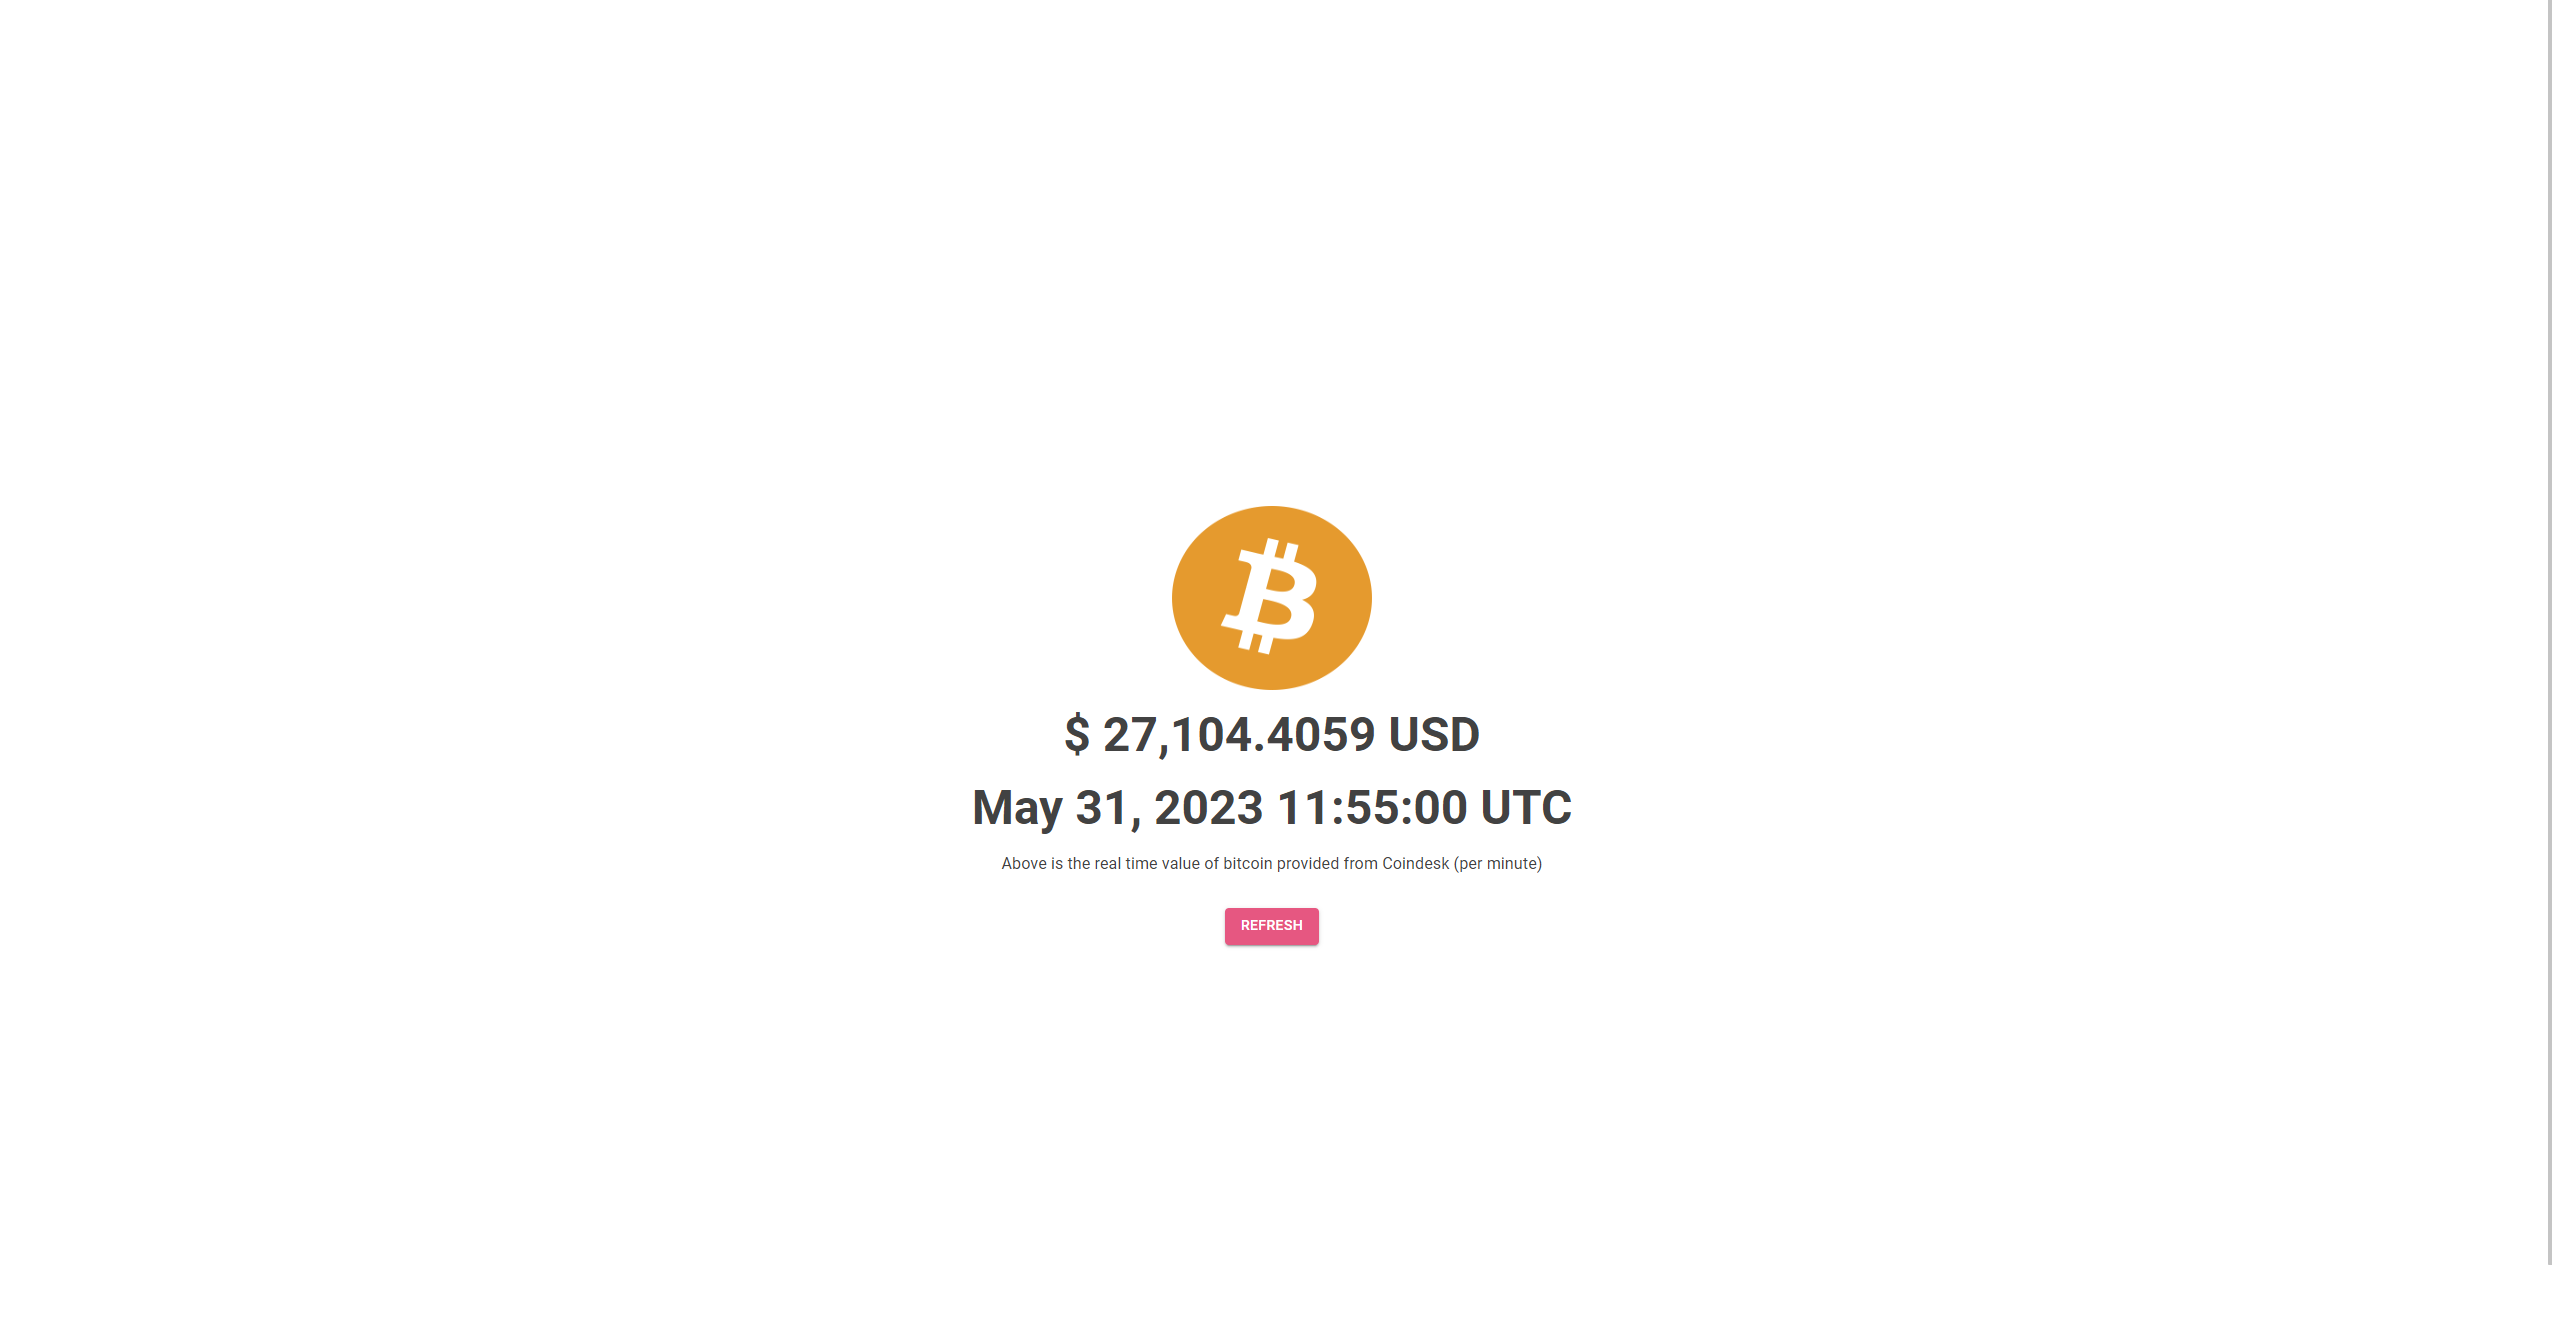 $ 27,104.4059 USD
May 31, 2023 11:55:00 UTC
Above is the real time value of bitcoin provided from Coindesk (per minute)
REFRESH